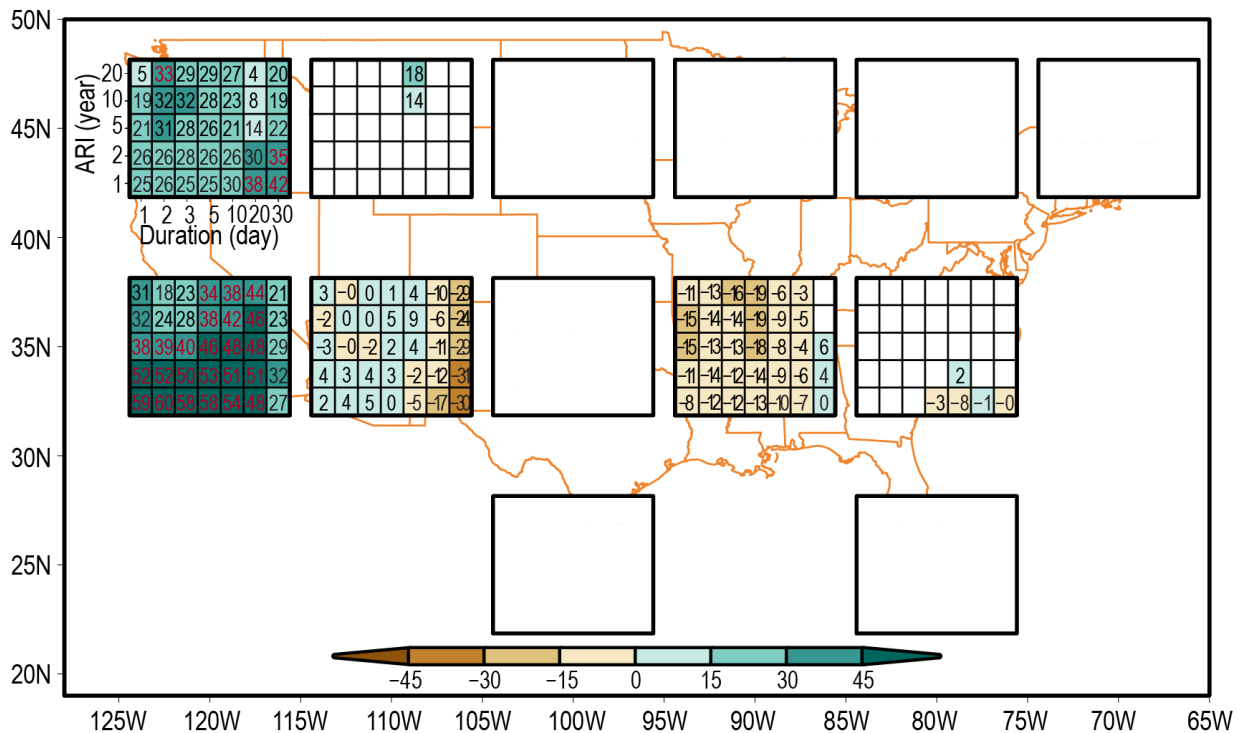 50N
20 5 33 29 29 27 4 20 18
10 19 32 32 28 23 8 19 14
45N
5 21 31 28 26 21 14 22
ARI (year)
2 26 26 28 26 26 30 35
1 25 26 25 25 30 38 42
1 2 3 5 10 20 30
Duration (day)
40N
31 18 23 34 38 44 21 3 −0 0 1 4 −10 −29 −11 −13 −16 −19 −6 −3
32 24 28 38 42 46 23 −2 0 0 5 9 −6 −24 −15 −14 −14 −19 −9 −5
35N
38 39 40 46 48 48 29 −3 −0 −2 2 4 −11 −29 −15 −13 −13 −18 −8 −4 6
52 52 50 53 51 51 32 4 3 4 3 −2 −12 −31 −11 −14 −12 −14 −9 −6 4 2
59 60 58 58 54 48 27 2 4 5 0 −5 −17 −30 −8 −12 −12 −13 −10 −7 0 −3 −8 −1 −0
30N
25N
20N
−45 −30 −15 0 15 30 45
125W 120W 115W 110W 105W 100W 95W 90W 85W 80W 75W 70W 65W